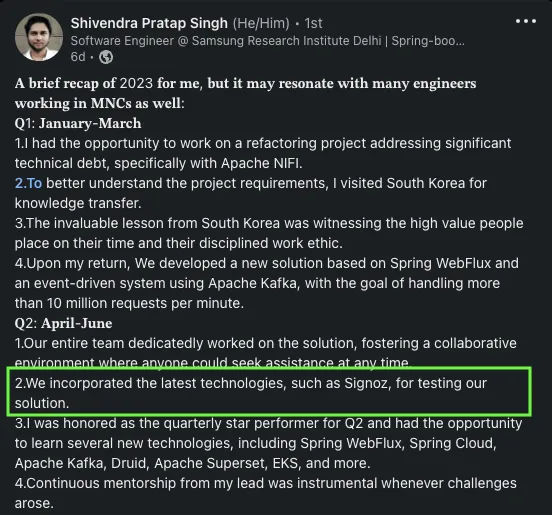 Shivendra Pratap Singh (He/Him) • 1st
Software Engineer @ Samsung Research Institute Delhi | Spring-boo...
6d •
A brief recap of 2023 for me, but it may resonate with many engineers
working in MNCs as well:
Q1: January-March
1.I had the opportunity to work on a refactoring project addressing significant
technical debt, specifically with Apache NIFI.
2.To better understand the project requirements, I visited South Korea for
knowledge transfer.
3.The invaluable lesson from South Korea was witnessing the high value people
place on their time and their disciplined work ethic.
4.Upon my return, We developed a new solution based on Spring WebFlux and
an event-driven system using Apache Kafka, with the goal of handling more
than 10 million requests per minute.
Q2: April-June
1.Our entire team dedicatedly worked on the solution, fostering a collaborative
environment where anyone could seek assistance at any time.
2.We incorporated the latest technologies, such as Signoz, for testing our
solution.
3.I was honored as the quarterly star performer for Q2 and had the opportunity
to learn several new technologies, including Spring WebFlux, Spring Cloud,
Apache Kafka, Druid, Apache Superset, EKS, and more.
4.Continuous mentorship from my lead was instrumental whenever challenges
arose.